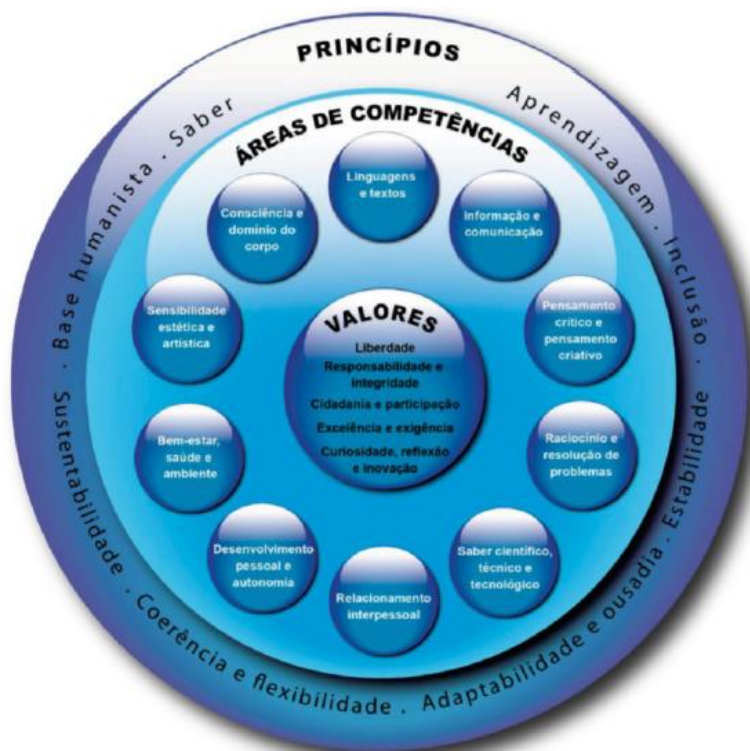 PRINCÍPIOS
Base humanista . Saber
Aprendizagem . Inclusão .
Estabilidade
Adaptabilidade e ousadia .
Coerência e flexibilidade .
Sustentabilidade .
ÁREAS DE COMPETÊNCIAS
Linguagens
e textos
Informação e
comunicação
Pensamento
crítico e
pensamento
criativo
Raciocínio e
resolução de
problemas
Saber científico,
técnico e
tecnológico
Relacionamento
interpessoal
Desenvolvimento
pessoal e
autonomia
Bem-estar,
saúde e
ambiente
Sensibilidade
estética e
artística
Consciência e
domínio do
corpo
VALORES
Liberdade
Responsabilidade e
integridade
Cidadania e participação
Excelência e exigência
Curiosidade, reflexão
e inovação